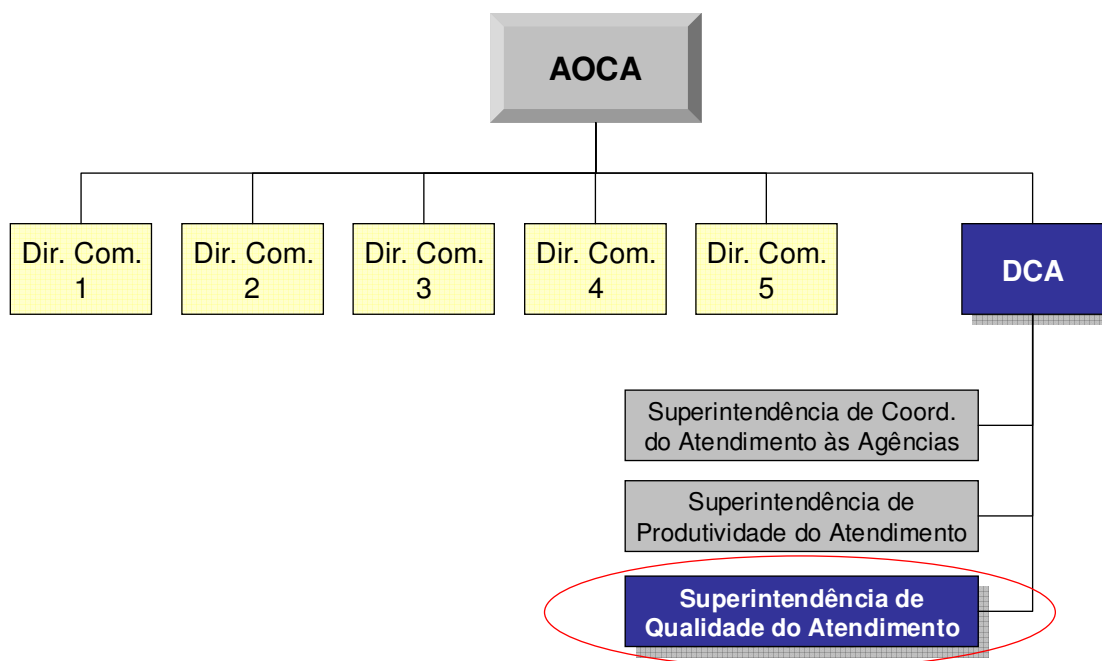 AOCA
Dir. Com.
1
Dir. Com.
2
Dir. Com.
3
Dir. Com.
4
Dir. Com.
5
DCA
Superintendência de Coord.
do Atendimento às Agências
Superintendência de
Produtividade do Atendimento
Superintendência de
Qualidade do Atendimento